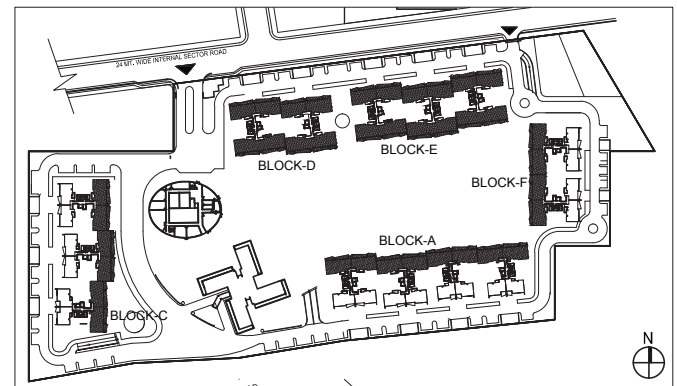 24 MT. WIDE INTERNAL SECTOR ROAD
BLOCK-D
BLOCK-E
BLOCK-F
BLOCK-A
BLOCK-C
N